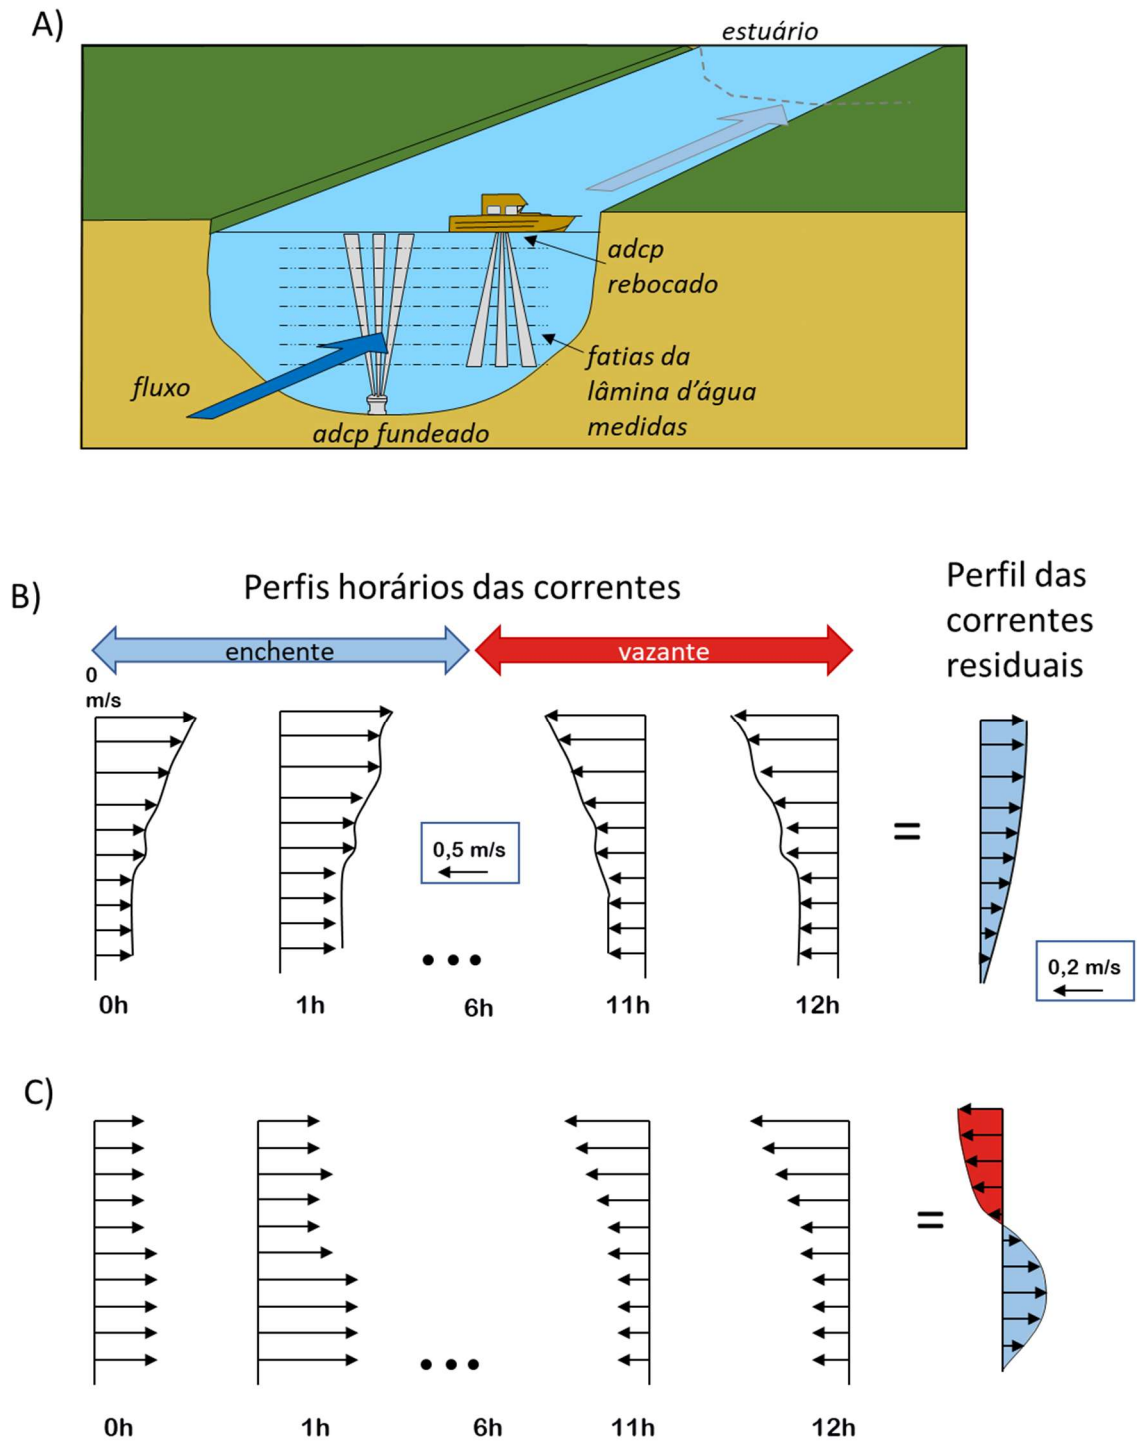 A)
estuário
adcp
rebocado
fatias da
lâmina d'água
medidas
fluxo
adcp fundeado
B)
Perfis horários das correntes
Perfil das
correntes
residuais
enchente
vazante
0
m/s
0,5 m/s
0,2 m/s
=
0h
1h
6h
11h
12h
C)
=
0h
1h
6h
11h
12h